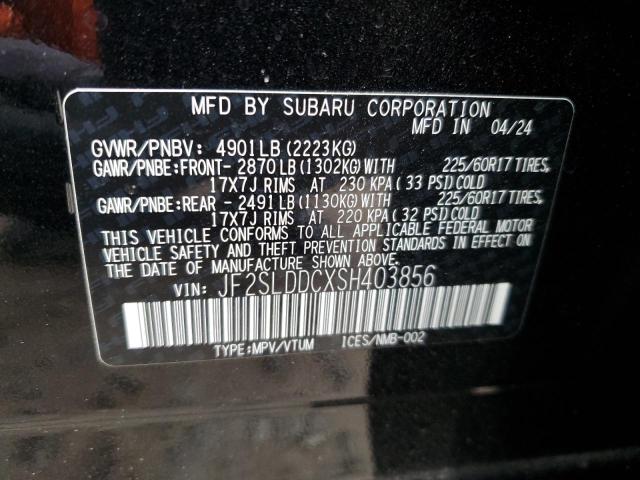 MFD BY SUBARU CORPORATION
MFD IN 04/24
GVWR/PNBV: 4901LB (2223KG)
GAWR/PNBE:FRONT- 2870LB (1302KG)WITH 225/60R17 TIRES,
17X7J RIMS AT 230 KPA (33 PSI)COLD
GAWR/PNBE:REAR - 2491LB (1130KG)WITH 225/60R17 TIRES,
17X7J RIMS AT 220 KPA (32 PSI)COLD
THIS VEHICLE CONFORMS TO ALL APPLICABLE FEDERAL MOTOR
VEHICLE SAFETY AND THEFT PREVENTION STANDARDS IN EFFECT ON
THE DATE OF MANUFACTURE SHOWN ABOVE.
VIN: JF2SLDDCXSH403856
TYPE:MPV/VTUM ICES/NMB-002